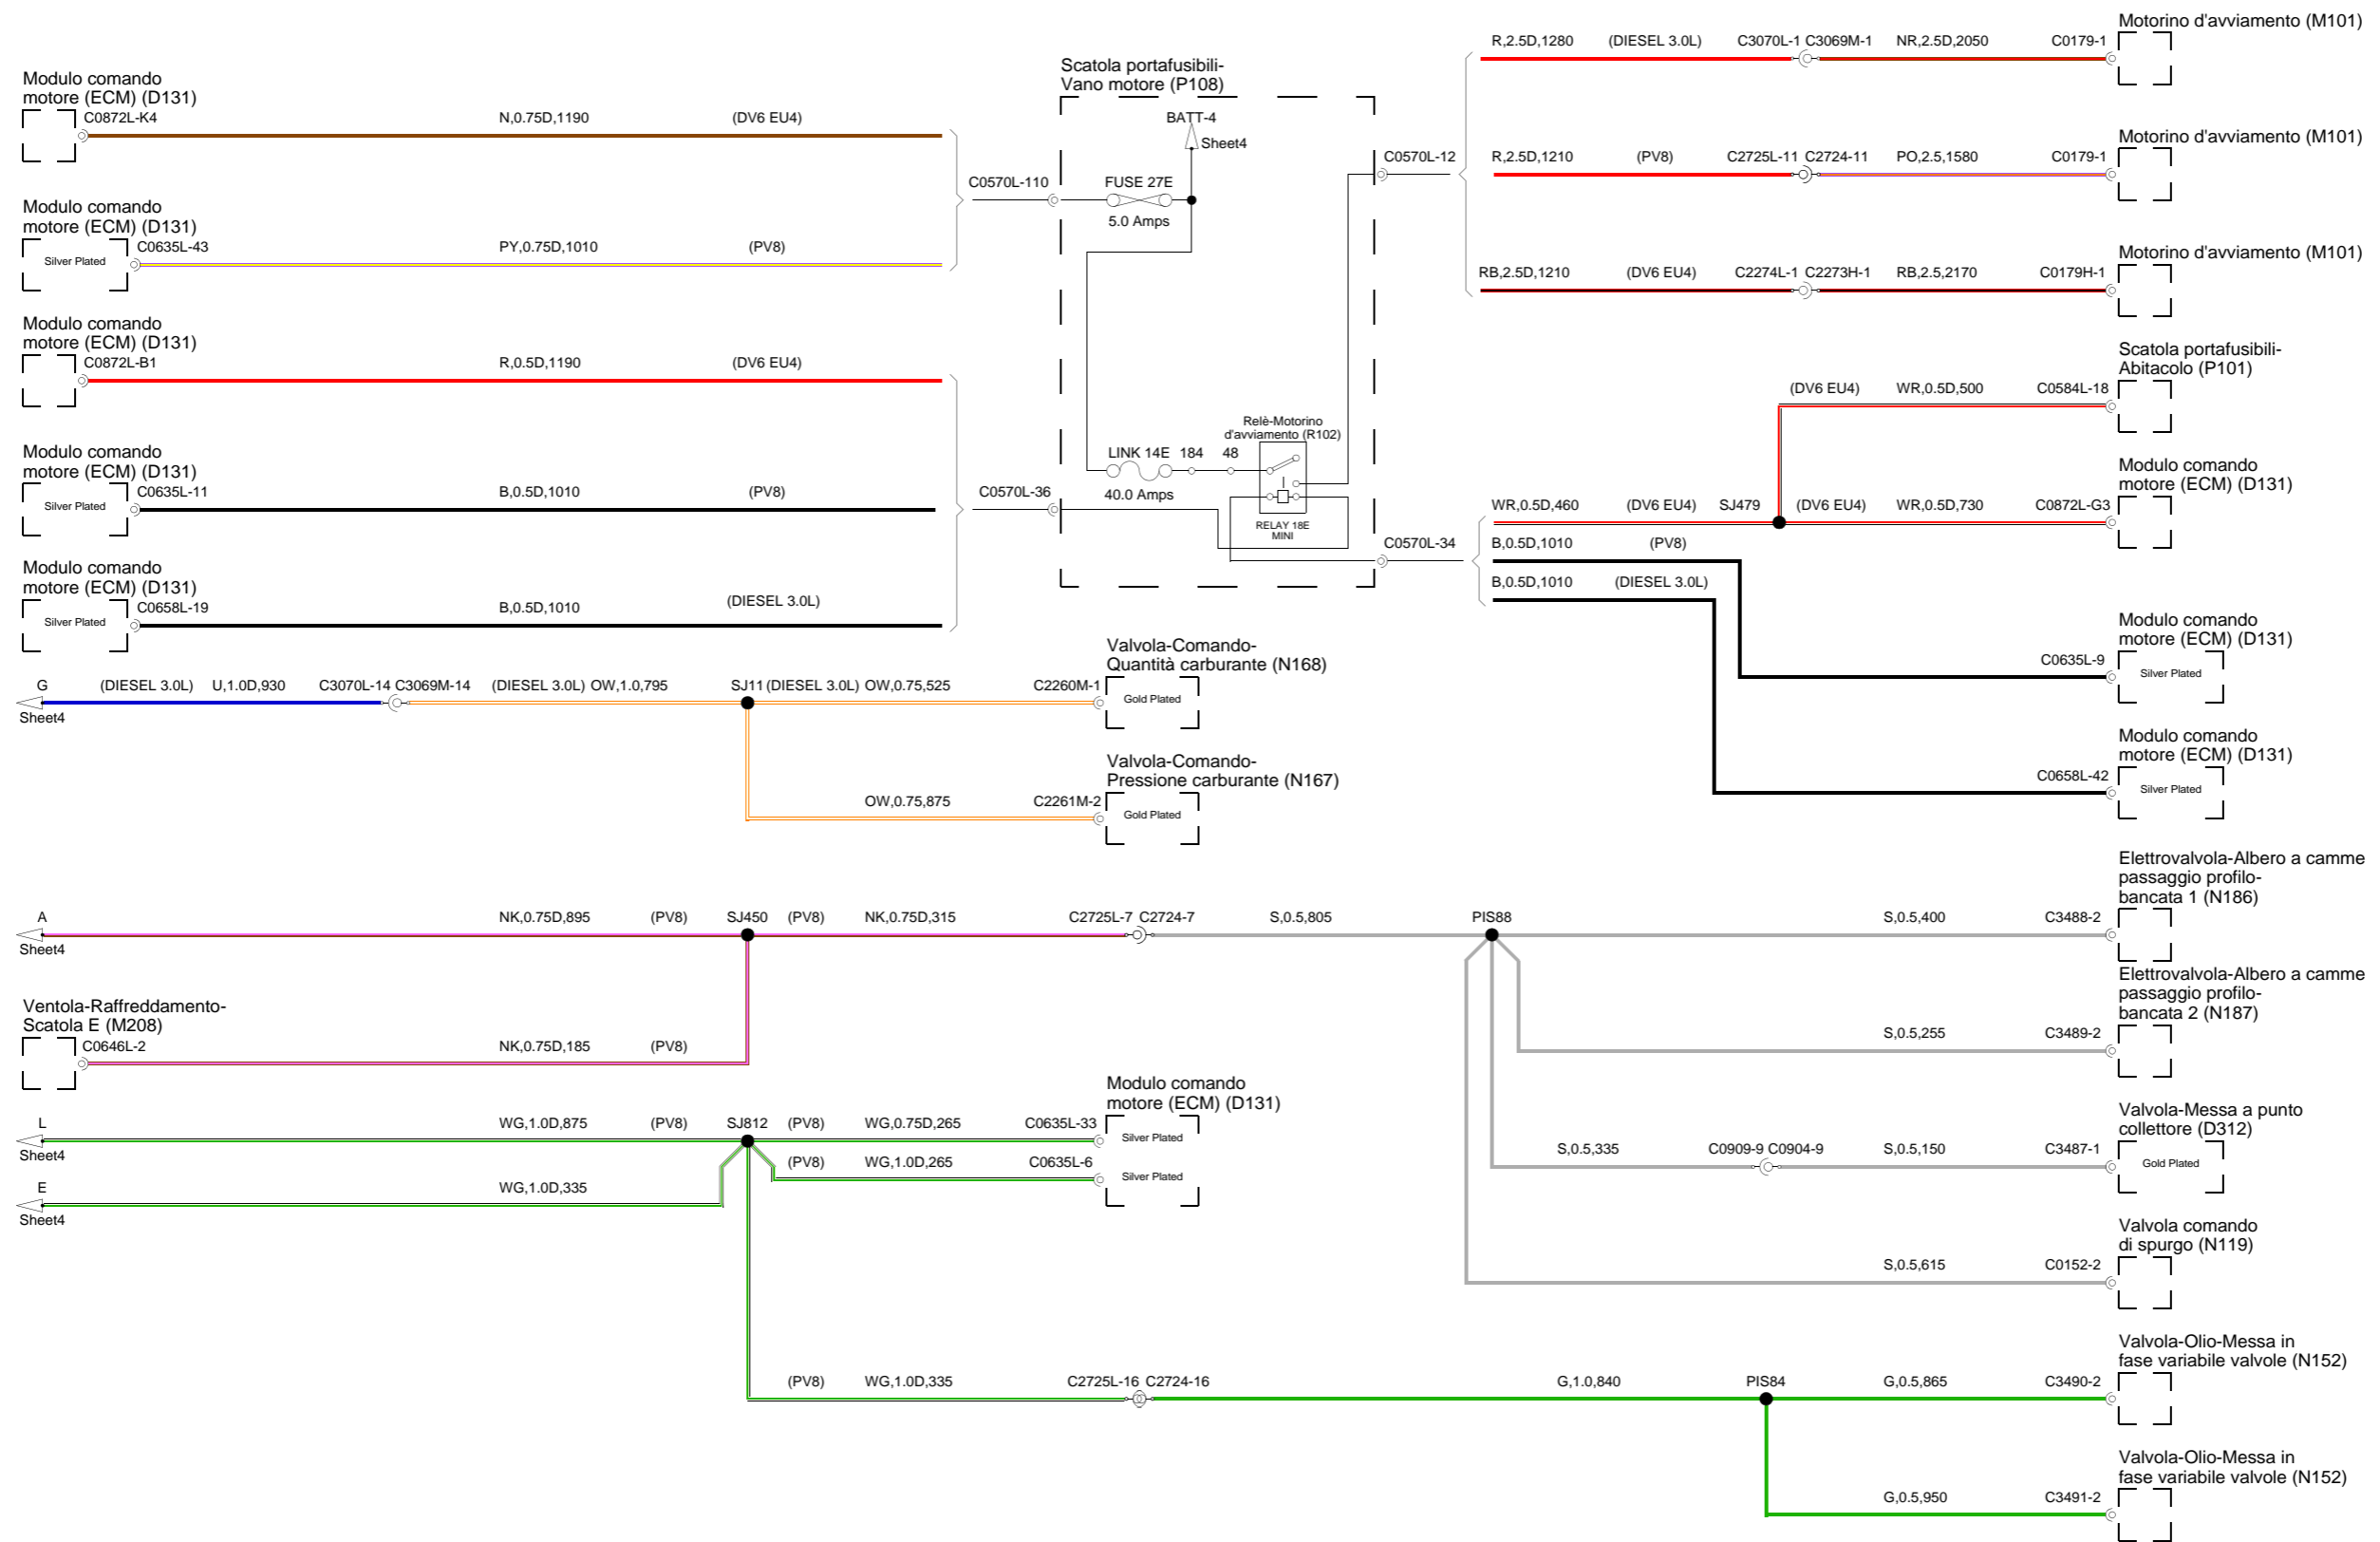 Modulo comando
motore (ECM) (D131)
C0872L-K4
N,0.75D,1190
(DV6 EU4)
Modulo comando
motore (ECM) (D131)
Silver Plated
C0635L-43
PY,0.75D,1010
(PV8)
Modulo comando
motore (ECM) (D131)
C0872L-B1
R,0.5D,1190
(DV6 EU4)
Modulo comando
motore (ECM) (D131)
Silver Plated
C0635L-11
B,0.5D,1010
(PV8)
Modulo comando
motore (ECM) (D131)
Silver Plated
C0658L-19
B,0.5D,1010
(DIESEL 3.0L)
C0570L-110
C0570L-36
Scatola portafusibili-
Vano motore (P108)
BATT-4
Sheet4
FUSE 27E
5.0 Amps
Relè-Motorino
d'avviamento (R102)
LINK 14E
184
48
40.0 Amps
RELAY 18E
MINI
C0570L-12
C0570L-34
R,2.5D,1280
(DIESEL 3.0L)
C3070L-1
C3069M-1
NR,2.5D,2050
C0179-1
Motorino d'avviamento (M101)
R,2.5D,1210
(PV8)
C2725L-11
C2724-11
PO,2.5,1580
C0179-1
Motorino d'avviamento (M101)
RB,2.5D,1210
(DV6 EU4)
C2274L-1
C2273H-1
RB,2.5,2170
C0179H-1
Motorino d'avviamento (M101)
(DV6 EU4)
WR,0.5D,500
C0584L-18
Scatola portafusibili-
Abitacolo (P101)
WR,0.5D,460
(DV6 EU4)
SJ479
(DV6 EU4)
WR,0.5D,730
C0872L-G3
Modulo comando
motore (ECM) (D131)
B,0.5D,1010
(PV8)
C0635L-9
Modulo comando
motore (ECM) (D131)
Silver Plated
B,0.5D,1010
(DIESEL 3.0L)
C0658L-42
Modulo comando
motore (ECM) (D131)
Silver Plated
G
Sheet4
(DIESEL 3.0L)
U,1.0D,930
C3070L-14
C3069M-14
(DIESEL 3.0L)
OW,1.0,795
SJ11
(DIESEL 3.0L)
OW,0.75,525
C2260M-1
Valvola-Comando-
Quantità carburante (N168)
Gold Plated
OW,0.75,875
C2261M-2
Valvola-Comando-
Pressione carburante (N167)
Gold Plated
A
Sheet4
NK,0.75D,895
(PV8)
SJ450
(PV8)
NK,0.75D,315
C2725L-7
C2724-7
S,0.5,805
PIS88
S,0.5,400
C3488-2
Elettrovalvola-Albero a camme
passaggio profilo-
bancata 1 (N186)
S,0.5,255
C3489-2
Elettrovalvola-Albero a camme
passaggio profilo-
bancata 2 (N187)
Ventola-Raffreddamento-
Scatola E (M208)
C0646L-2
NK,0.75D,185
(PV8)
S,0.5,335
C0909-9
C0904-9
S,0.5,150
C3487-1
Valvola-Messa a punto
collettore (D312)
Gold Plated
S,0.5,615
C0152-2
Valvola comando
di spurgo (N119)
L
Sheet4
WG,1.0D,875
(PV8)
SJ812
(PV8)
WG,0.75D,265
C0635L-33
Modulo comando
motore (ECM) (D131)
Silver Plated
(PV8)
WG,1.0D,265
C0635L-6
Silver Plated
E
Sheet4
WG,1.0D,335
(PV8)
WG,1.0D,335
C2725L-16
C2724-16
G,1.0,840
PIS84
G,0.5,865
C3490-2
Valvola-Olio-Messa in
fase variabile valvole (N152)
G,0.5,950
C3491-2
Valvola-Olio-Messa in
fase variabile valvole (N152)